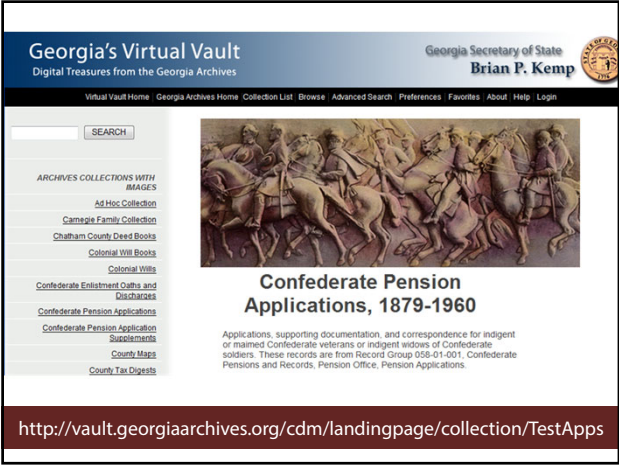 Georgia's Virtual Vault
Digital Treasures from the Georgia Archives
Georgia Secretary of State
Brian P. Kemp
Virtual Vault Home | Georgia Archives Home | Collection List | Browse | Advanced Search | Preferences | Favorites | About | Help | Login
SEARCH
ARCHIVES COLLECTIONS WITH
IMAGES
Ad Hoc Collection
Carnegie Family Collection
Chatham County Deed Books
Colonial Will Books
Colonial Wills
Confederate Enlistment Oaths and
Discharges
Confederate Pension Applications
Confederate Pension Application
Supplements
County Maps
County Tax Digests
Confederate Pension
Applications, 1879-1960
Applications, supporting documentation, and correspondence for indigent
or maimed Confederate veterans or indigent widows of Confederate
soldiers. These records are from Record Group 058-01-001, Confederate
Pensions and Records, Pension Office, Pension Applications.
http://vault.georgiaarchives.org/cdm/landingpage/collection/TestApps